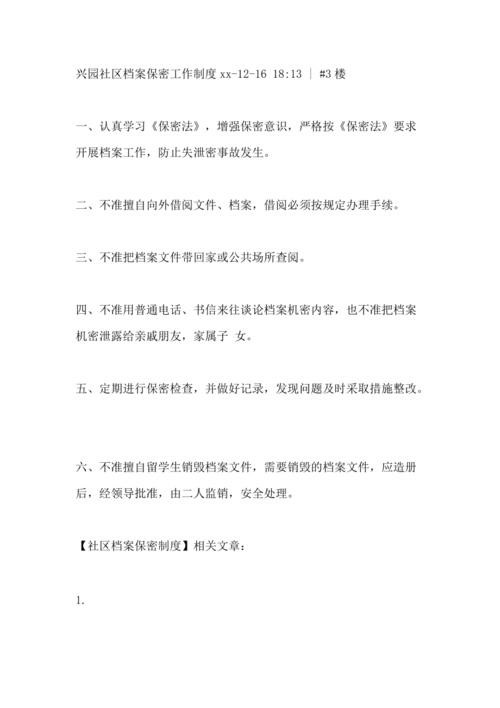 兴园社区档案保密工作制度 xx-12-16 18:13 | #3 楼
一、认真学习《保密法》，增强保密意识，严格按《保密法》要求
开展档案工作，防止失泄密事故发生。
二、不准擅自向外借阅文件、档案，借阅必须按规定办理手续。
三、不准把档案文件带回家或公共场所查阅。
四、不准用普通电话、书信来往谈论档案机密内容，也不准把档案
机密泄露给亲戚朋友，家属子 女。
五、定期进行保密检查，并做好记录，发现问题及时采取措施整改。
六、不准擅自留学生销毁档案文件，需要销毁的档案文件，应造册
后，经领导批准，由二人监销，安全处理。
【社区档案保密制度】相关文章：
1.